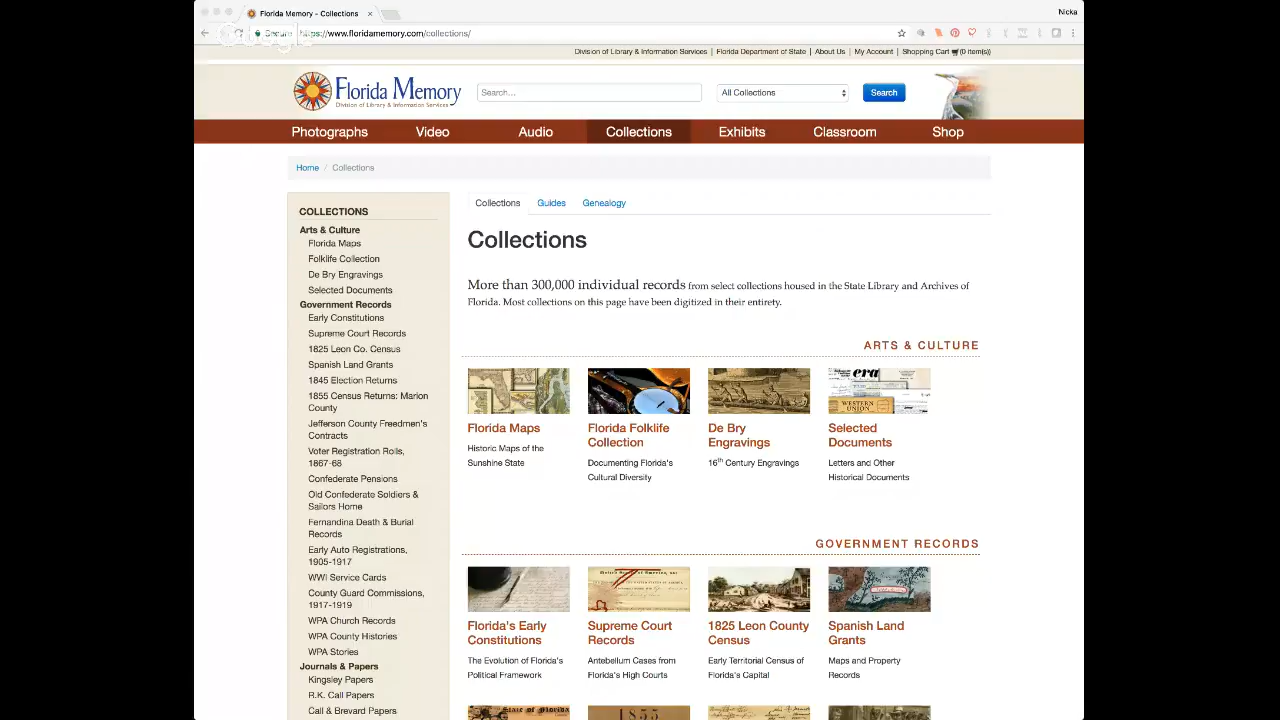 Florida Memory - Collections
Nicka
Secure
https://www.floridamemory.com/collections/
Division of Library & Information Services | Florida Department of State | About Us | My Account | Shopping Cart (0 item(s))
Florida Memory
Division of Library & Information Services
Search...
All Collections
Search
Photographs
Video
Audio
Collections
Exhibits
Classroom
Shop
Home / Collections
COLLECTIONS
Arts & Culture
Florida Maps
Folklife Collection
De Bry Engravings
Selected Documents
Government Records
Early Constitutions
Supreme Court Records
1825 Leon Co. Census
Spanish Land Grants
1845 Election Returns
1855 Census Returns: Marion
County
Jefferson County Freedmen's
Contracts
Voter Registration Rolls,
1867-68
Confederate Pensions
Old Confederate Soldiers &
Sailors Home
Fernandina Death & Burial
Records
Early Auto Registrations,
1905-1917
WWI Service Cards
County Guard Commissions,
1917-1919
WPA Church Records
WPA County Histories
WPA Stories
Journals & Papers
Kingsley Papers
R.K. Call Papers
Call & Brevard Papers
Collections
Guides
Genealogy
Collections
More than 300,000 individual records from select collections housed in the State Library and Archives of
Florida. Most collections on this page have been digitized in their entirety.
ARTS & CULTURE
era
WESTERN
UNION
Florida Maps
Historic Maps of the
Sunshine State
Florida Folklife
Collection
Documenting Florida's
Cultural Diversity
De Bry
Engravings
16th Century Engravings
Selected
Documents
Letters and Other
Historical Documents
GOVERNMENT RECORDS
Florida's Early
Constitutions
The Evolution of Florida's
Political Framework
Supreme Court
Records
Antebellum Cases from
Florida's High Courts
1825 Leon County
Census
Early Territorial Census of
Florida's Capital
Spanish Land
Grants
Maps and Property
Records
State of Florida
1855